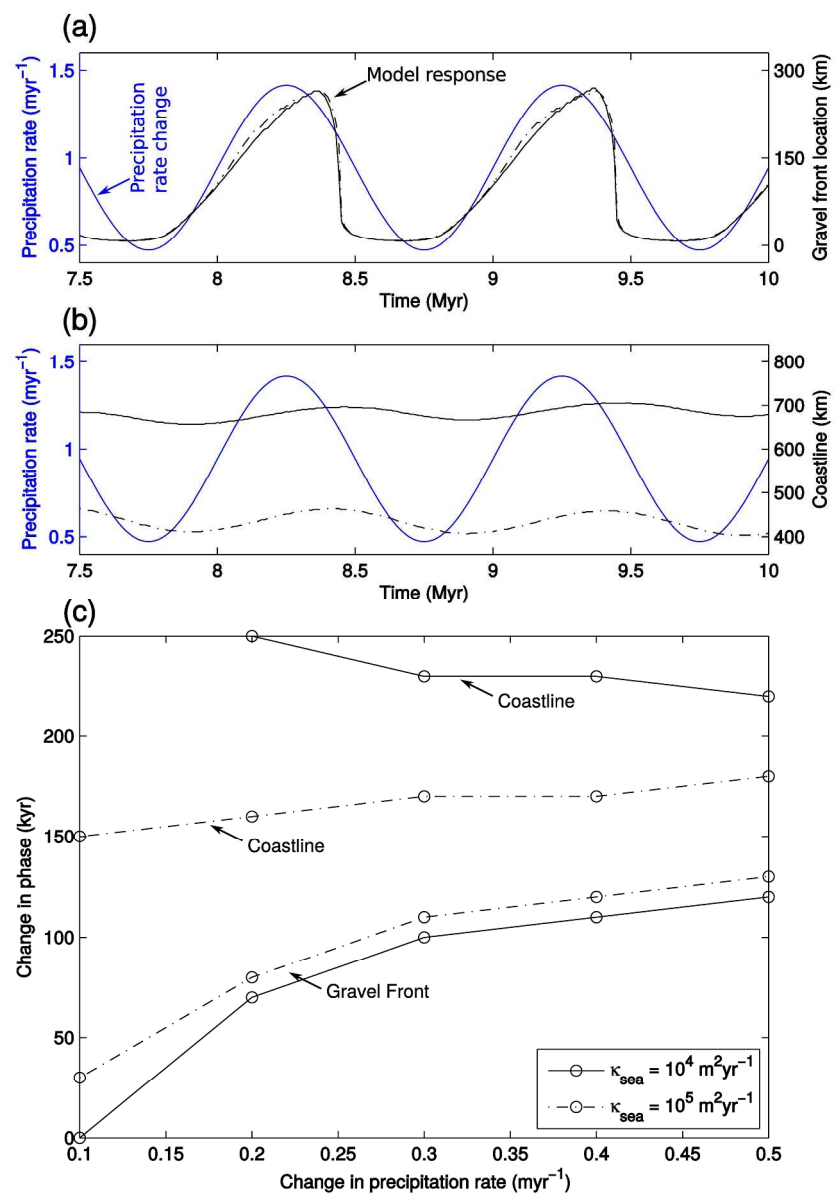 (a)
Precipitation rate (myr⁻¹)
1.5
1
0.5
Precipitation
rate change
Model response
300
150
0
Gravel front location (km)
7.5 8 8.5 9 9.5 10
Time (Myr)
(b)
Precipitation rate (myr⁻¹)
1.5
1
0.5
800
700
600
500
400
Coastline (km)
7.5 8 8.5 9 9.5 10
Time (Myr)
(c)
Change in phase (kyr)
250
200
150
100
50
0
Coastline
Coastline
Gravel Front
κsea = 10⁴ m²yr⁻¹
κsea = 10⁵ m²yr⁻¹
0.1 0.15 0.2 0.25 0.3 0.35 0.4 0.45 0.5
Change in precipitation rate (myr⁻¹)